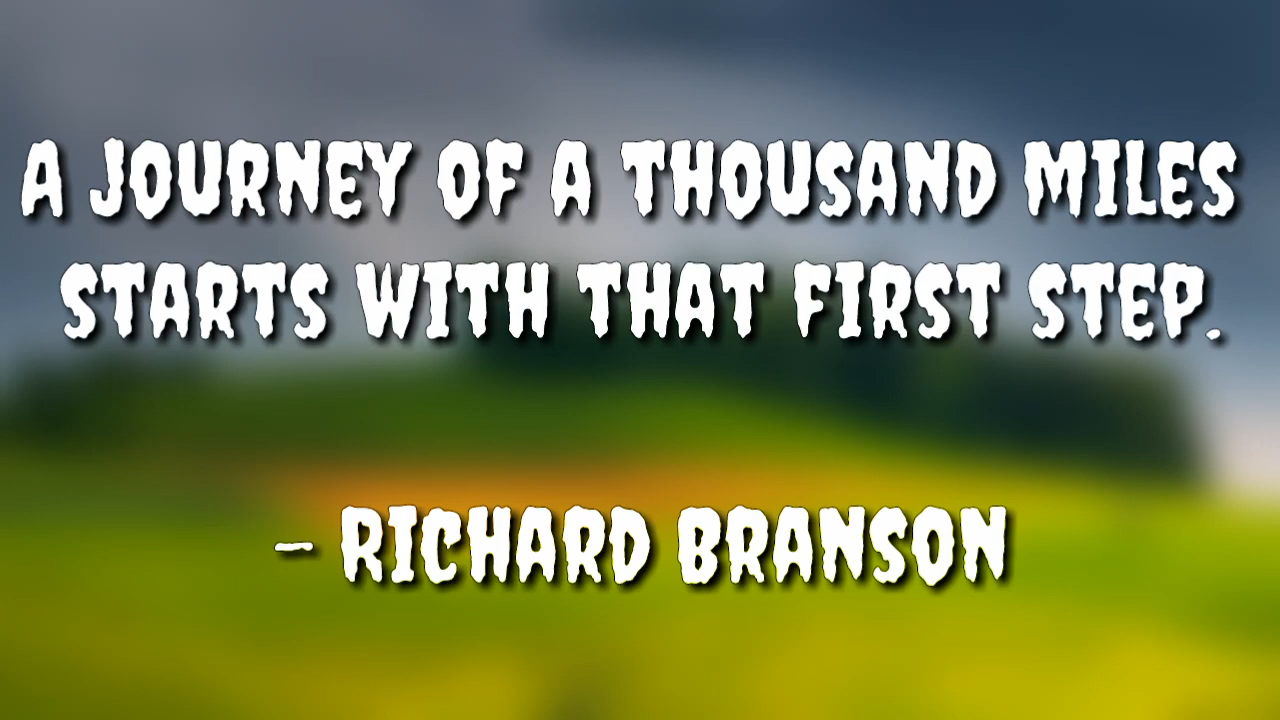 A JOURNEY OF A THOUSAND MILES
STARTS WITH THAT FIRST STEP.
- RICHARD BRANSON